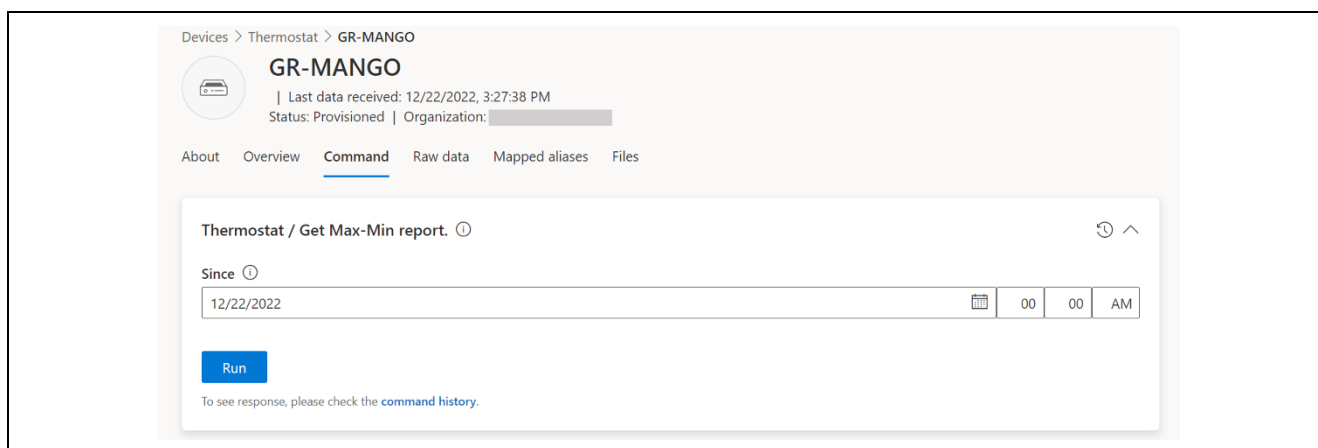 Devices > Thermostat > GR-MANGO
GR-MANGO
| Last data received: 12/22/2022, 3:27:38 PM
Status: Provisioned | Organization:
About Overview Command Raw data Mapped aliases Files
Thermostat / Get Max-Min report.
Since
12/22/2022 00 00 AM
Run
To see response, please check the command history.